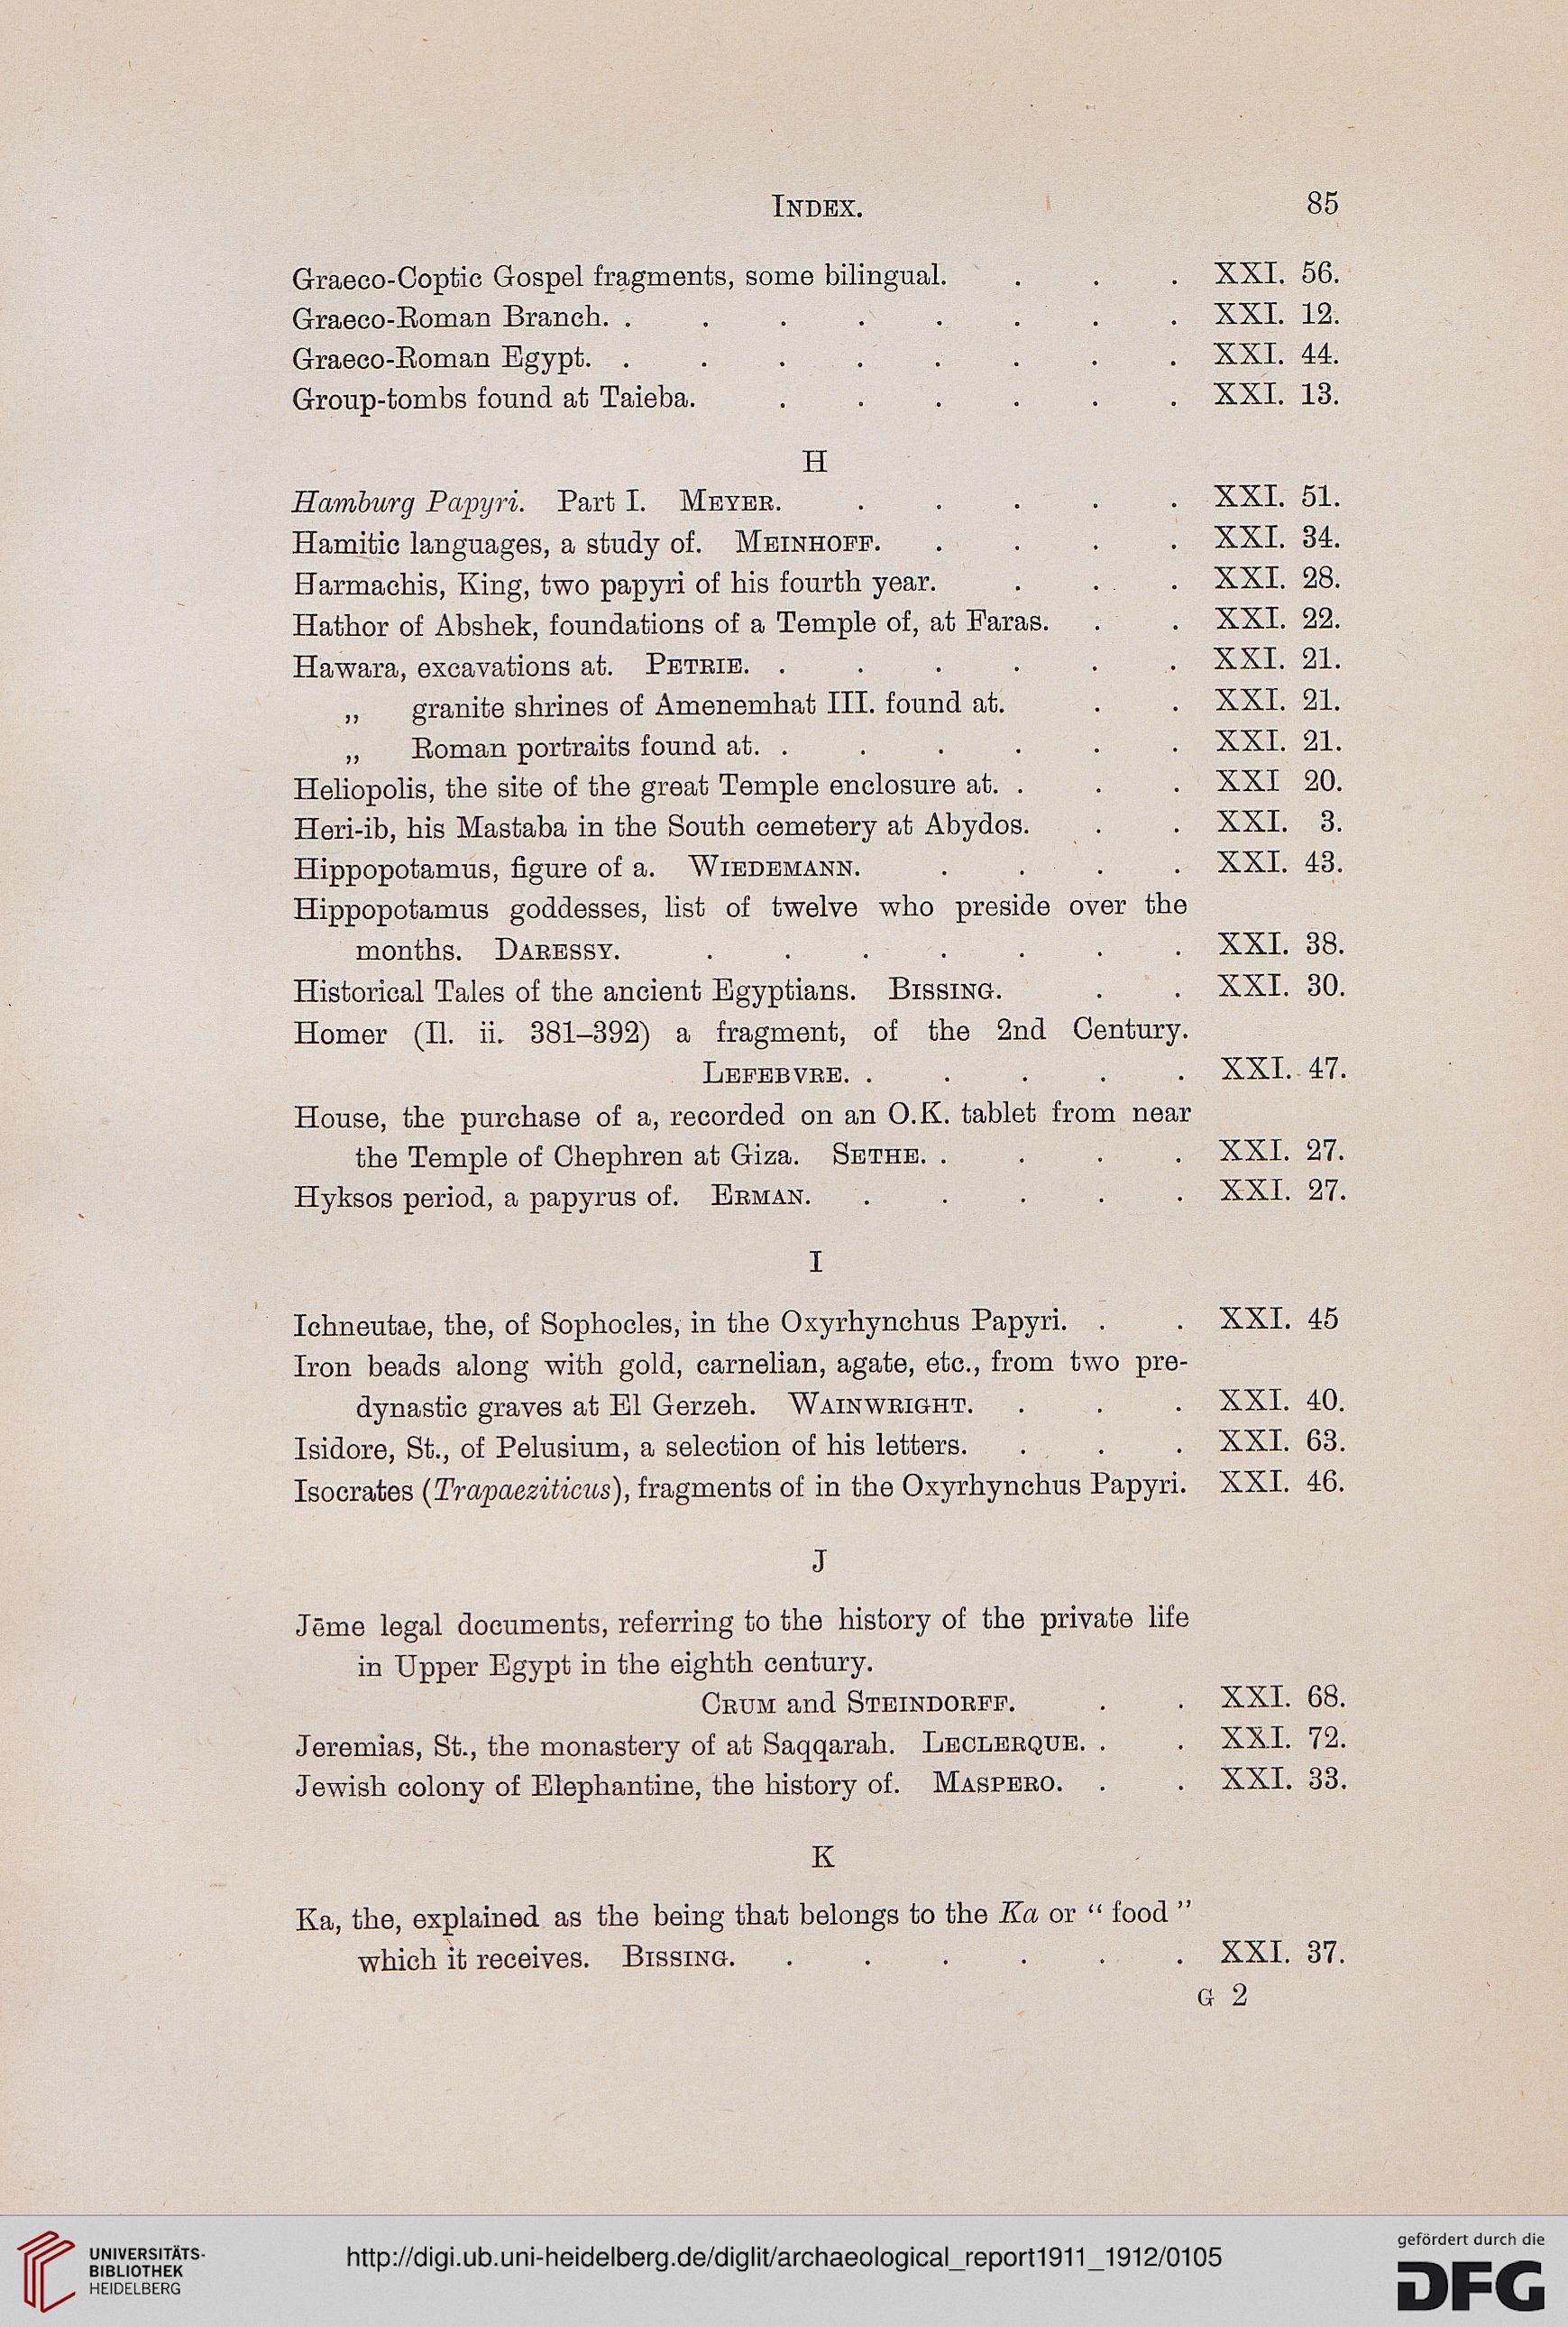 INDEX. 85
Graeco-Coptic Gospel fragments, some bilingual. . . . XXI. 56.
Graeco-Roman Branch. . . . . . . . . XXI. 12.
Graeco-Roman Egypt. . . . . . . . . XXI. 44.
Group-tombs found at Taieba. . . . . . . XXI. 13.
H
Hamburg Papyri. Part I. MEYER. . . . . . XXI. 51.
Hamitic languages, a study of. MEINHOFF. . . . . XXI. 34.
Harmachis, King, two papyri of his fourth year. . . . XXI. 28.
Hathor of Abshek, foundations of a Temple of, at Faras. . . XXI. 22.
Hawara, excavations at. PETRIE. . . . . . . XXI. 21.
„ granite shrines of Amenemhat III. found at. . . XXI. 21.
„ Roman portraits found at. . . . . . . XXI. 21.
Heliopolis, the site of the great Temple enclosure at. . . . XXI 20.
Heri-ib, his Mastaba in the South cemetery at Abydos. . . XXI. 3.
Hippopotamus, figure of a. WIEDEMANN. . . . . XXI. 43.
Hippopotamus goddesses, list of twelve who preside over the
months. DARESSY. . . . . . . . XXI. 38.
Historical Tales of the ancient Egyptians. BISSING. . . XXI. 30.
Homer (Il. ii. 381–392) a fragment, of the 2nd Century.
LEFEBVRE. . . . . . XXI. 47.
House, the purchase of a, recorded on an O.K. tablet from near
the Temple of Chephren at Giza. SETHE. . . . . XXI. 27.
Hyksos period, a papyrus of. ERMAN. . . . . . XXI. 27.
I
Ichneutae, the, of Sophocles, in the Oxyrhynchus Papyri. . . XXI. 45
Iron beads along with gold, carnelian, agate, etc., from two pre-
dynastic graves at El Gerzeh. WAINWRIGHT. . . . XXI. 40.
Isidore, St., of Pelusium, a selection of his letters. . . . XXI. 63.
Isocrates (Trapaeziticus), fragments of in the Oxyrhynchus Papyri. XXI. 46.
J
Jēme legal documents, referring to the history of the private life
in Upper Egypt in the eighth century.
CRUM and STEINDORFF. . . XXI. 68.
Jeremias, St., the monastery of at Saqqarah. LECLERQUE. . . XXI. 72.
Jewish colony of Elephantine, the history of. MASPERO. . . XXI. 33.
K
Ka, the, explained as the being that belongs to the Ka or “ food ”
which it receives. BISSING. . . . . . . XXI. 37.
G 2
UNIVERSITÄTS-
BIBLIOTHEK
HEIDELBERG
http://digi.ub.uni-heidelberg.de/diglit/archaeological_report1911_1912/0105
gefördert durch die
DFG